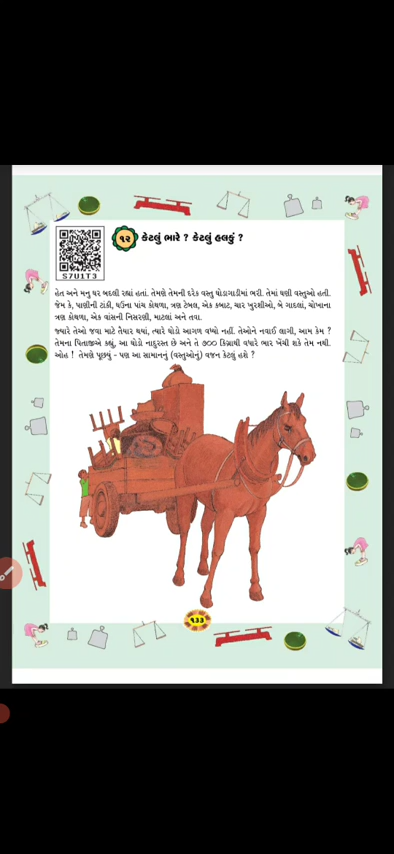 ૧૨ કેટલું ભારે ? કેટલું હલકું ?
S7U1T3
હેત અને મનુ ઘર બદલી રહ્યાં હતાં. તેમણે તેમની દરેક વસ્તુ ઘોડાગાડીમાં ભરી. તેમાં ઘણી વસ્તુઓ હતી.
જેમ કે, પાણીની ટાંકી, ઘઉંના પાંચ કોથળા, ત્રણ ટેબલ, એક કબાટ, ચાર ખુરશીઓ, બે ગાદલાં, ચોખાના
ત્રણ કોથળા, એક વાંસની નિસરણી, માટલાં અને તવા.
જ્યારે તેઓ જવા માટે તૈયાર થયાં, ત્યારે ઘોડો આગળ વધ્યો નહીં. તેઓને નવાઈ લાગી, આમ કેમ ?
તેમના પિતાજીએ કહ્યું, આ ઘોડો નાદુરસ્ત છે અને તે ૭૦૦ કિગ્રાથી વધારે ભાર ખેંચી શકે તેમ નથી.
ઓહ ! તેમણે પૂછ્યું - પણ આ સામાનનું (વસ્તુઓનું) વજન કેટલું હશે ?
૧૩૩